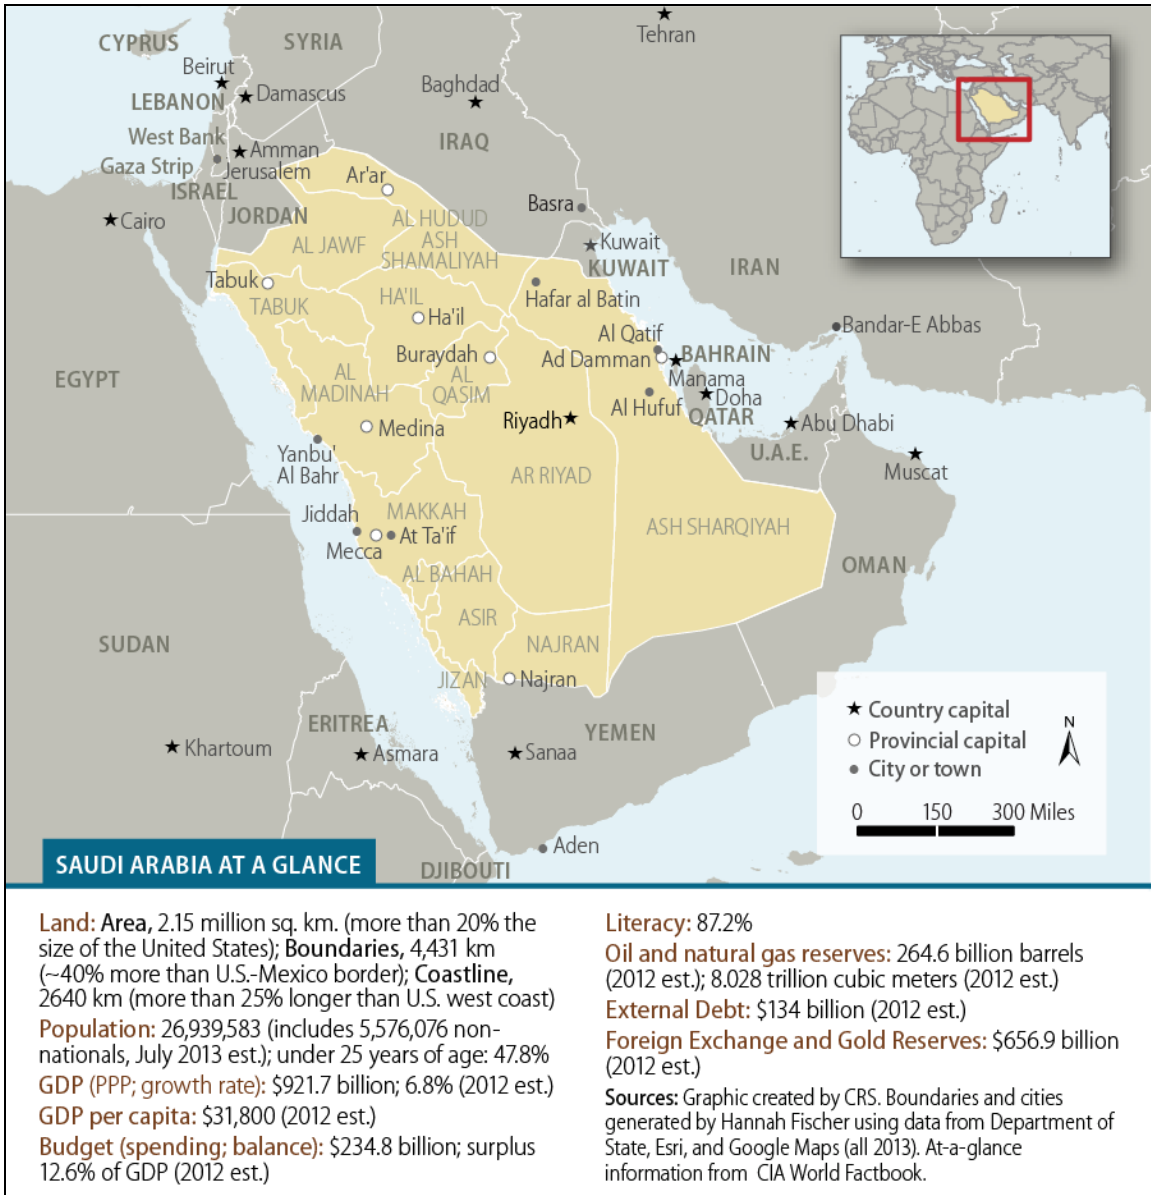 Tehran
CYPRUS
SYRIA
Beirut
Baghdad
LEBANON
Damascus
West Bank
IRAQ
Amman
Gaza Strip
Jerusalem
Ar'ar
ISRAEL
Basra
Cairo
JORDAN
AL HUDUD
ASH
SHAMALIYAH
AL JAWF
Kuwait
KUWAIT
IRAN
Tabuk
TABUK
HA'IL
Ha'il
Hafar al Batin
Bandar-E Abbas
Al Qatif
Buraydah
Ad Damman
BAHRAIN
EGYPT
AL
MADINAH
AL
QASIM
Manama
Doha
Al Hufuf
QATAR
Riyadh
Abu Dhabi
Medina
U.A.E.
Yanbu'
Al Bahr
Muscat
AR RIYAD
Jiddah
MAKKAH
ASH SHARQIYAH
At Ta'if
Mecca
OMAN
AL BAHAH
ASIR
SUDAN
NAJRAN
JIZAN
Najran
ERITREA
YEMEN
Khartoum
Asmara
Sanaa
Aden
DJIBOUTI
Country capital
Provincial capital
City or town
N
0 150 300 Miles
SAUDI ARABIA AT A GLANCE
Land: Area, 2.15 million sq. km. (more than 20% the
size of the United States); Boundaries, 4,431 km
(~40% more than U.S.-Mexico border); Coastline,
2640 km (more than 25% longer than U.S. west coast)
Population: 26,939,583 (includes 5,576,076 non-
nationals, July 2013 est.); under 25 years of age: 47.8%
GDP (PPP; growth rate): $921.7 billion; 6.8% (2012 est.)
GDP per capita: $31,800 (2012 est.)
Budget (spending; balance): $234.8 billion; surplus
12.6% of GDP (2012 est.)
Literacy: 87.2%
Oil and natural gas reserves: 264.6 billion barrels
(2012 est.); 8.028 trillion cubic meters (2012 est.)
External Debt: $134 billion (2012 est.)
Foreign Exchange and Gold Reserves: $656.9 billion
(2012 est.)
Sources: Graphic created by CRS. Boundaries and cities
generated by Hannah Fischer using data from Department of
State, Esri, and Google Maps (all 2013). At-a-glance
information from CIA World Factbook.